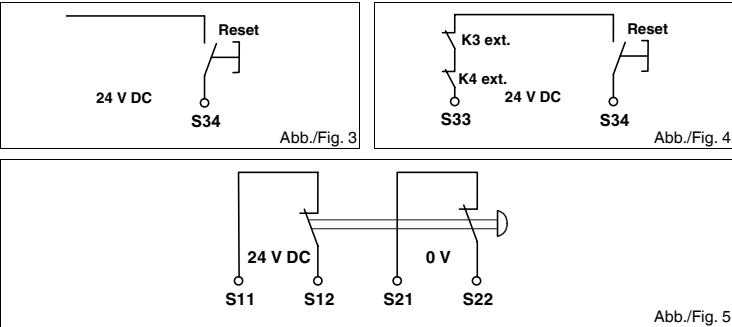 Reset
24 V DC
S34
Abb./Fig. 3
Reset
K3 ext.
K4 ext.
24 V DC
S33
S34
Abb./Fig. 4
24 V DC
0 V
S11
S12
S21
S22
Abb./Fig. 5